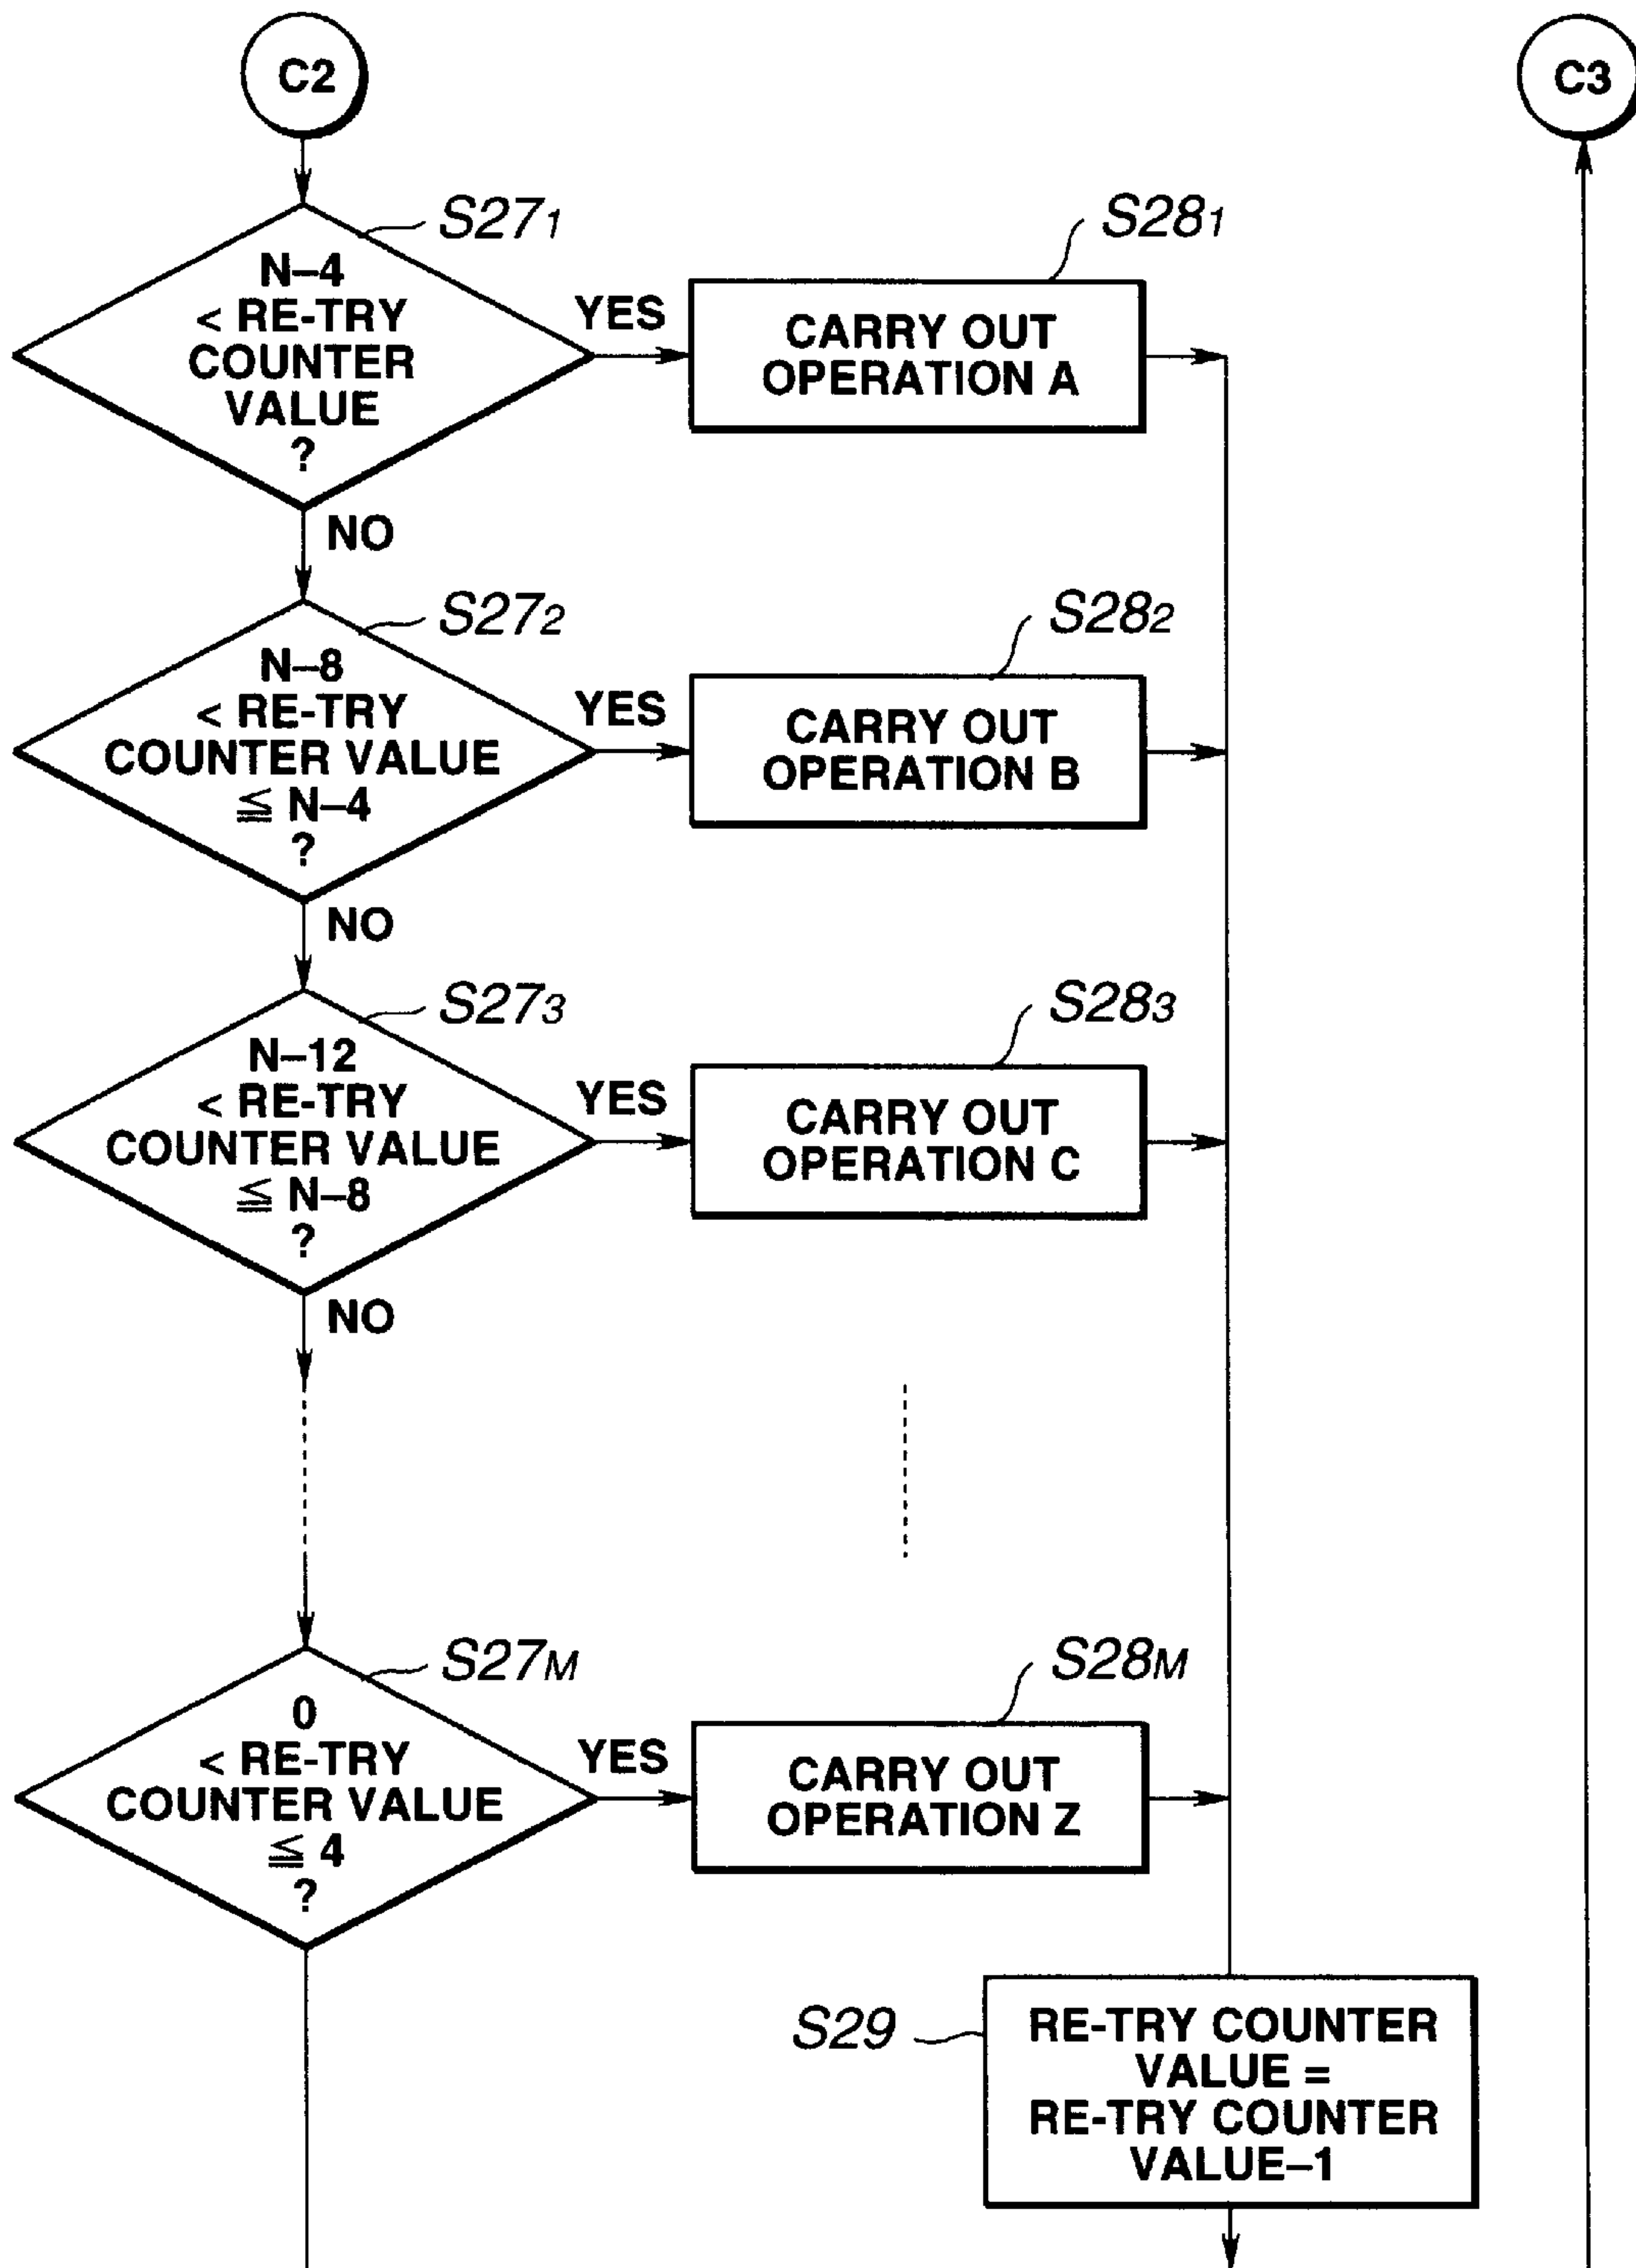 C2
C3
S27₁
S28₁
N–4
< RE-TRY
COUNTER
VALUE
?
YES
CARRY OUT
OPERATION A
NO
S27₂
S28₂
N–8
< RE-TRY
COUNTER VALUE
≦ N–4
?
YES
CARRY OUT
OPERATION B
NO
S27₃
S28₃
N–12
< RE-TRY
COUNTER VALUE
≦ N–8
?
YES
CARRY OUT
OPERATION C
NO
S27M
S28M
0
< RE-TRY
COUNTER VALUE
≦ 4
?
YES
CARRY OUT
OPERATION Z
S29
RE-TRY COUNTER
VALUE =
RE-TRY COUNTER
VALUE–1